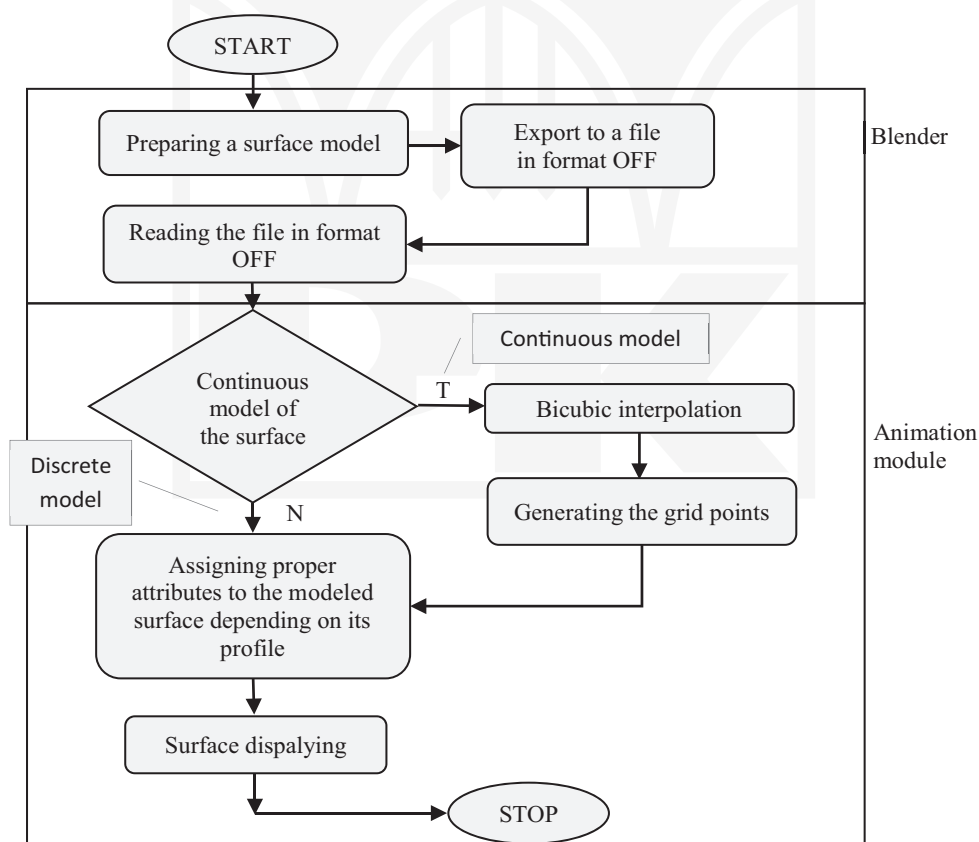 START
Preparing a surface model
Export to a file
in format OFF
Blender
Reading the file in format
OFF
Continuous model
Continuous
model of
the surface
T
Bicubic interpolation
Animation
module
Discrete
model
N
Generating the grid points
Assigning proper
attributes to the modeled
surface depending on its
profile
Surface dispalying
STOP